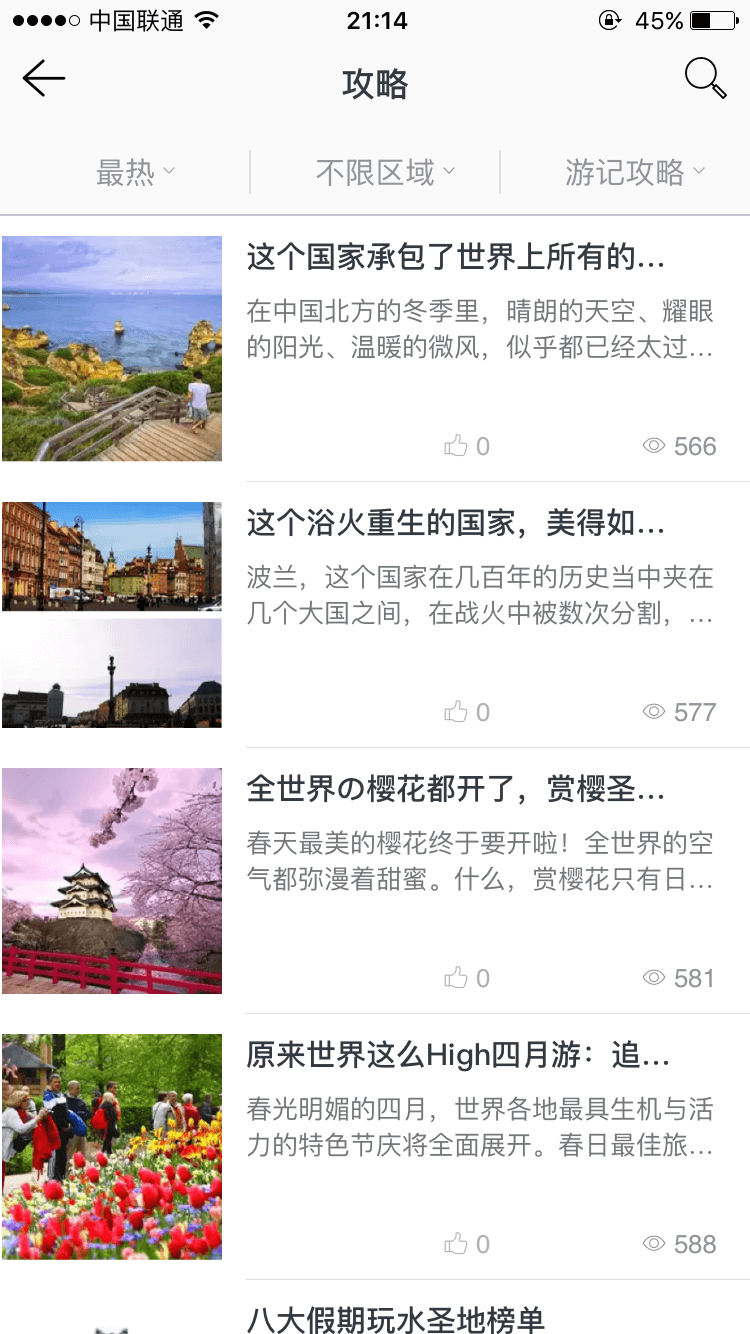 中国联通 21:14 45%
攻略
最热 不限区域 游记攻略
这个国家承包了世界上所有的...
在中国北方的冬季里，晴朗的天空、耀眼
的阳光、温暖的微风，似乎都已经太过...
0 566
这个浴火重生的国家，美得如...
波兰，这个国家在几百年的历史当中夹在
几个大国之间，在战火中被数次分割，...
0 577
全世界の樱花都开了，赏樱圣...
春天最美的樱花终于要开啦！全世界的空
气都弥漫着甜蜜。什么，赏樱花只有日...
0 581
原来世界这么High四月游：追...
春光明媚的四月，世界各地最具生机与活
力的特色节庆将全面展开。春日最佳旅...
0 588
八大假期玩水圣地榜单